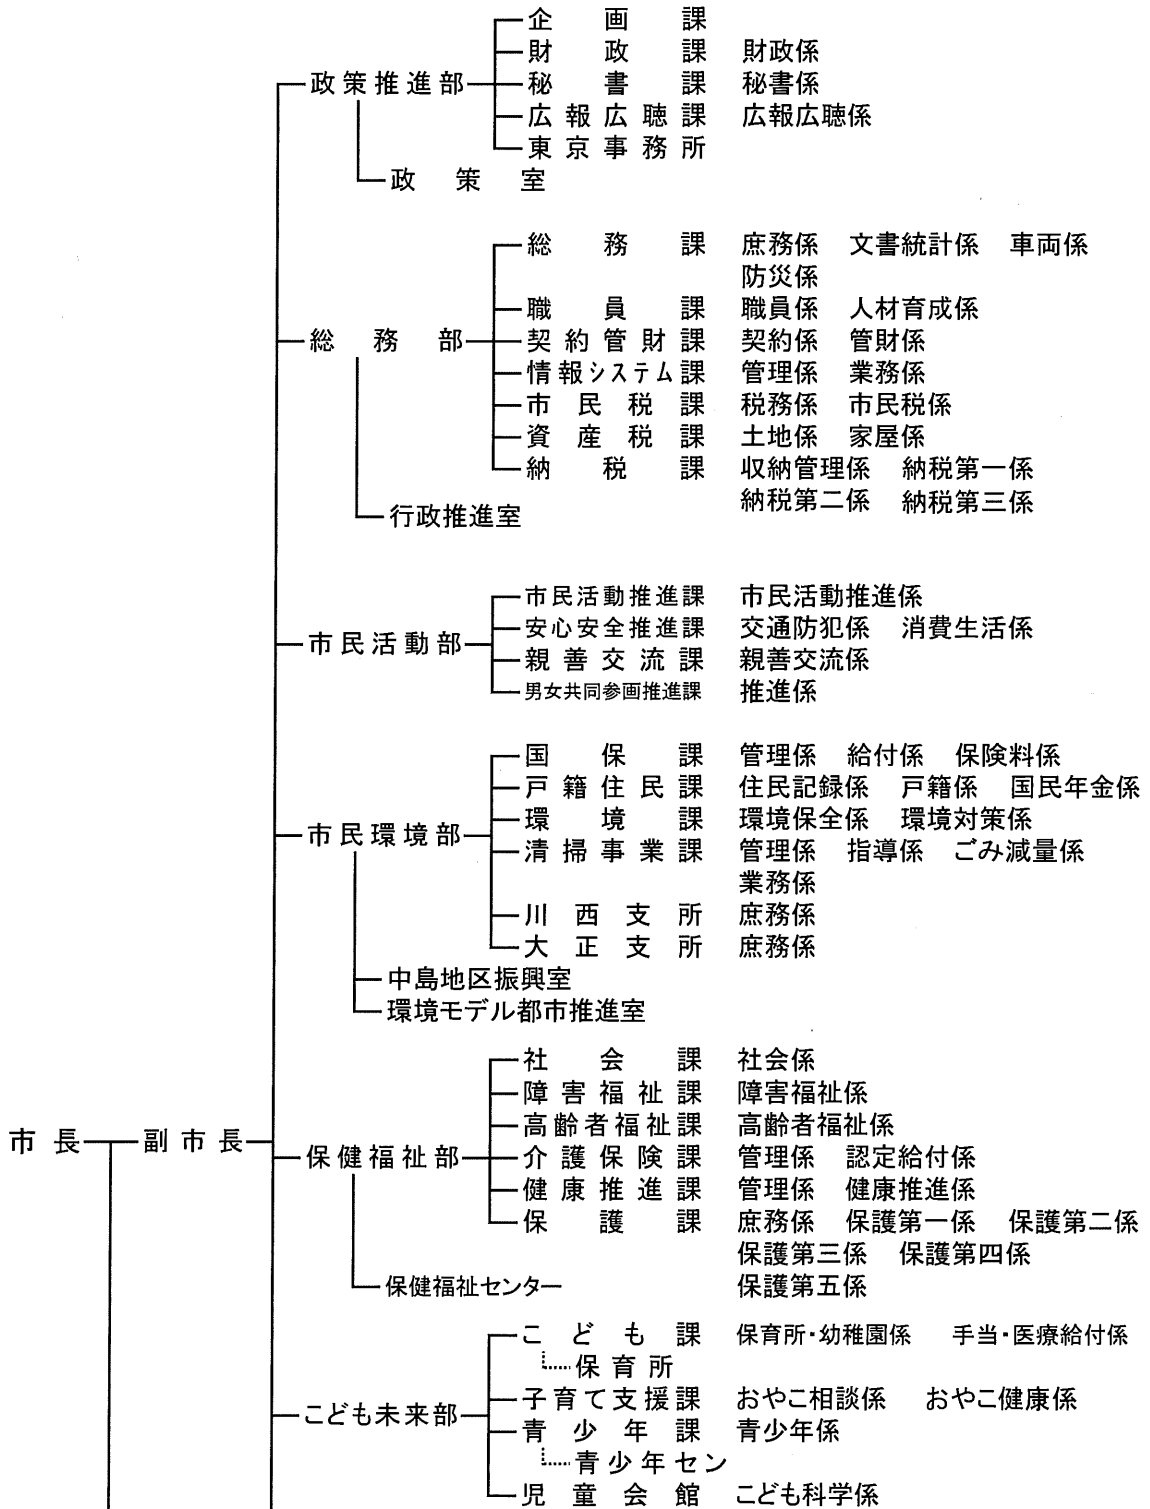 企画課
財政課 財政係
政策推進部 秘書課 秘書係
広報広聴課 広報広聴係
東京事務所
政策室
総務課 庶務係 文書統計係 車両係
防災係
職員課 職員係 人材育成係
総務部 契約管財課 契約係 管財係
情報システム課 管理係 業務係
市民税課 税務係 市民税係
資産税課 土地係 家屋係
納税課 収納管理係 納税第一係
納税第二係 納税第三係
行政推進室
市民活動推進課 市民活動推進係
市民活動部 安心安全推進課 交通防犯係 消費生活係
親善交流課 親善交流係
男女共同参画推進課 推進係
国保課 管理係 給付係 保険料係
戸籍住民課 住民記録係 戸籍係 国民年金係
市民環境部 環境課 環境保全係 環境対策係
清掃事業課 管理係 指導係 ごみ減量係
業務係
川西支所 庶務係
大正支所 庶務係
中島地区振興室
環境モデル都市推進室
社会課 社会係
障害福祉課 障害福祉係
高齢者福祉課 高齢者福祉係
市長 副市長 保健福祉部 介護保険課 管理係 認定給付係
健康推進課 管理係 健康推進係
保護課 庶務係 保護第一係 保護第二係
保護第三係 保護第四係
保健福祉センター 保護第五係
こども課 保育所・幼稚園係 手当・医療給付係
保育所
子育て支援課 おやこ相談係 おやこ健康係
こども未来部 青少年課 青少年係
青少年セン
児童会館 こども科学係